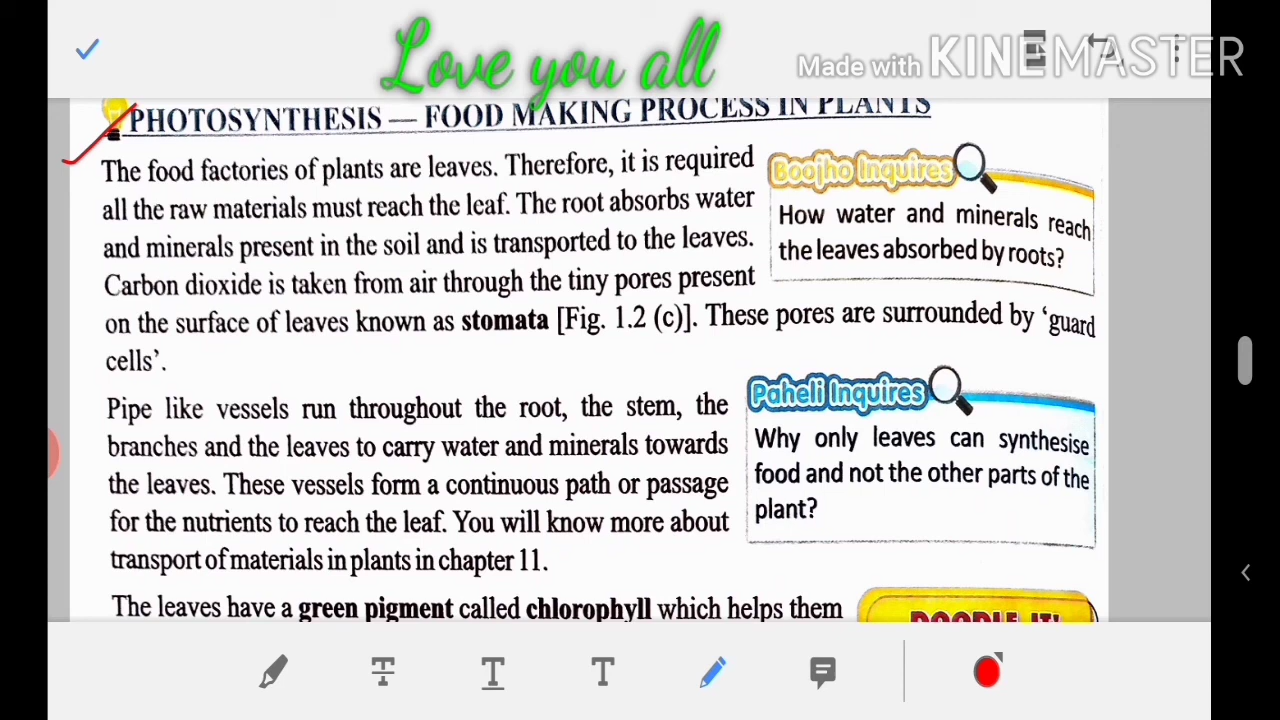 Love you all
Made with KINEMASTER
PHOTOSYNTHESIS — FOOD MAKING PROCESS IN PLANTS
The food factories of plants are leaves. Therefore, it is required
all the raw materials must reach the leaf. The root absorbs water
and minerals present in the soil and is transported to the leaves.
Carbon dioxide is taken from air through the tiny pores present
on the surface of leaves known as stomata [Fig. 1.2 (c)]. These pores are surrounded by ‘guard
cells’.
Boojho Inquires
How water and minerals reach
the leaves absorbed by roots?
Pipe like vessels run throughout the root, the stem, the
branches and the leaves to carry water and minerals towards
the leaves. These vessels form a continuous path or passage
for the nutrients to reach the leaf. You will know more about
transport of materials in plants in chapter 11.
Paheli Inquires
Why only leaves can synthesise
food and not the other parts of the
plant?
The leaves have a green pigment called chlorophyll which helps them
DOODLE IT!